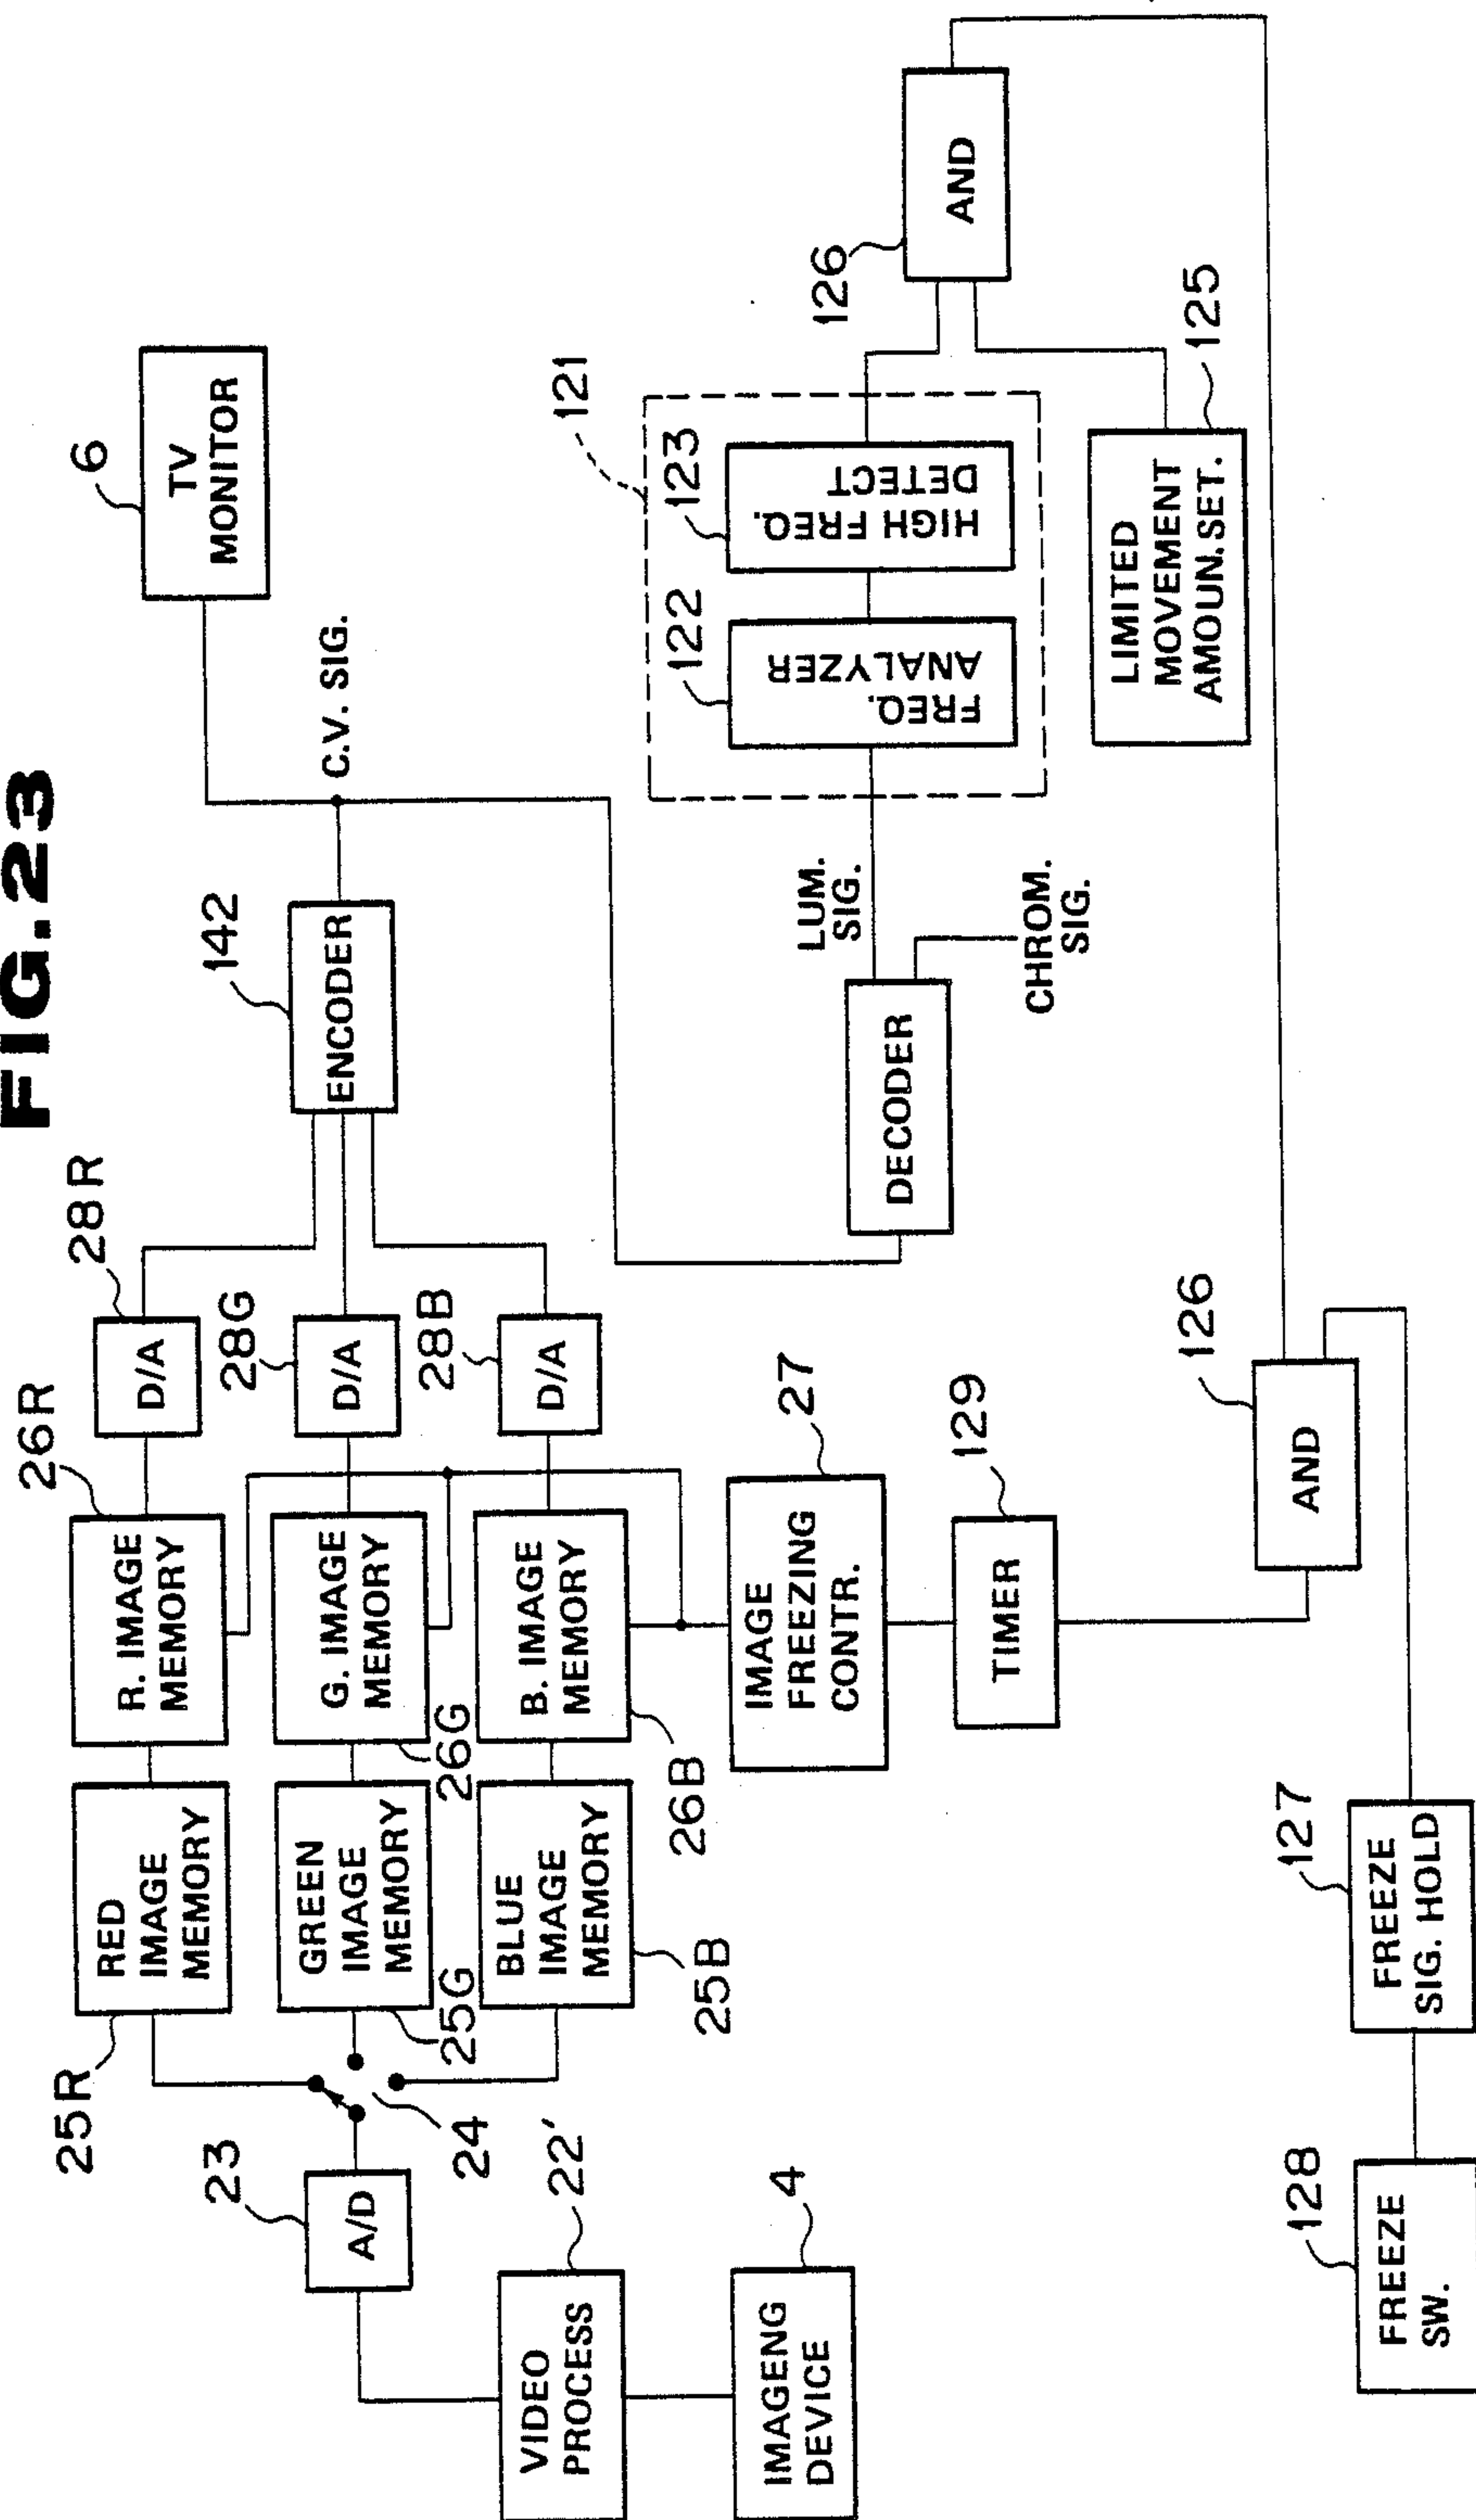 FIG.23
25R
RED
IMAGE
MEMORY
26R
R. IMAGE
MEMORY
28R
D/A
6
TV
MONITOR
23
A/D
24
GREEN
IMAGE
MEMORY
25G
G. IMAGE
MEMORY
26G
28G
D/A
142
ENCODER
C.V. SIG.
22'
VIDEO
PROCESS
BLUE
IMAGE
MEMORY
25B
B. IMAGE
MEMORY
26B
28B
D/A
4
IMAGENG
DEVICE
IMAGE
FREEZING
CONTR.
27
TIMER
129
DECODER
LUM.
SIG.
CHROM.
SIG.
121
122
FREQ.
ANALYZER
123
HIGH FREQ.
DETECT
126
AND
LIMITED
MOVEMENT
AMOUN.SET.
125
126
AND
128
FREEZE
SW.
127
FREEZE
SIG. HOLD